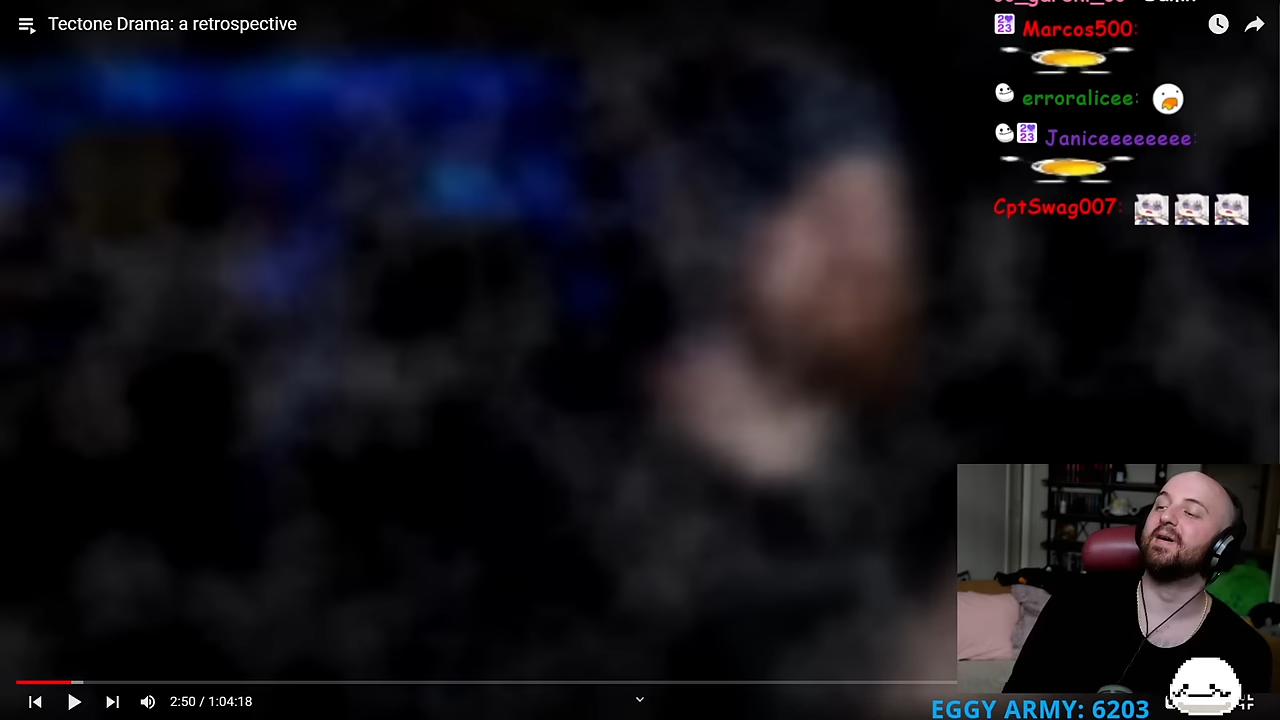 Tectone Drama: a retrospective
Marcos500:
erroralicee:
Janiceeeeeeee:
CptSwag007:
2:50 / 1:04:18
EGGY ARMY: 6203